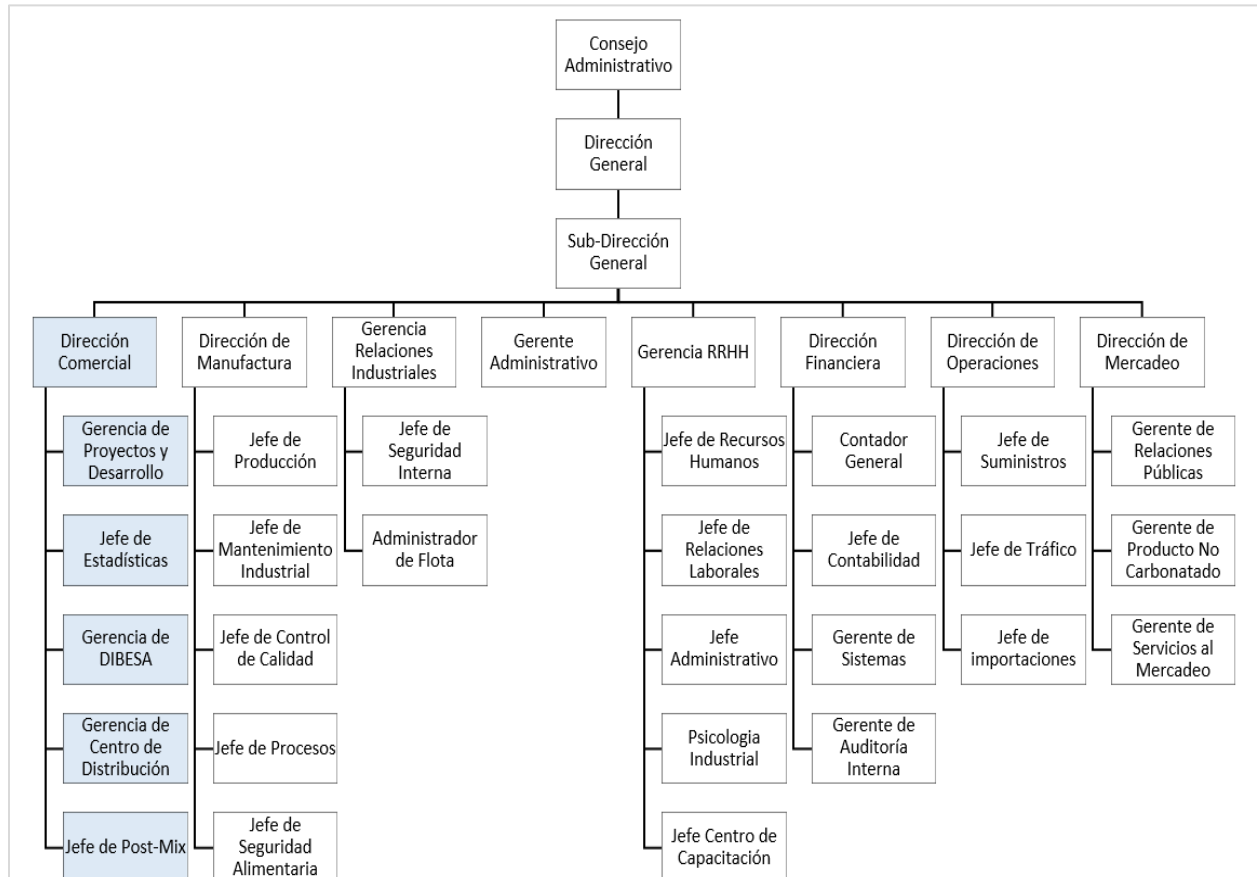 Consejo
Administrativo
Dirección
General
Sub-Dirección
General
Dirección
Comercial
Dirección de
Manufactura
Gerencia
Relaciones
Industriales
Gerente
Administrativo
Gerencia RRHH
Dirección
Financiera
Dirección de
Operaciones
Dirección de
Mercadeo
Gerencia de
Proyectos y
Desarrollo
Jefe de
Producción
Jefe de
Seguridad
Interna
Jefe de Recursos
Humanos
Contador
General
Jefe de
Suministros
Gerente de
Relaciones
Públicas
Jefe de
Estadísticas
Jefe de
Mantenimiento
Industrial
Administrador
de Flota
Jefe de
Relaciones
Laborales
Jefe de
Contabilidad
Jefe de Tráfico
Gerente de
Producto No
Carbonatado
Gerencia de
DIBESA
Jefe de Control
de Calidad
Jefe
Administrativo
Gerente de
Sistemas
Jefe de
importaciones
Gerente de
Servicios al
Mercadeo
Gerencia de
Centro de
Distribución
Jefe de Procesos
Psicologia
Industrial
Gerente de
Auditoría
Interna
Jefe de Post-Mix
Jefe de
Seguridad
Alimentaria
Jefe Centro de
Capacitación